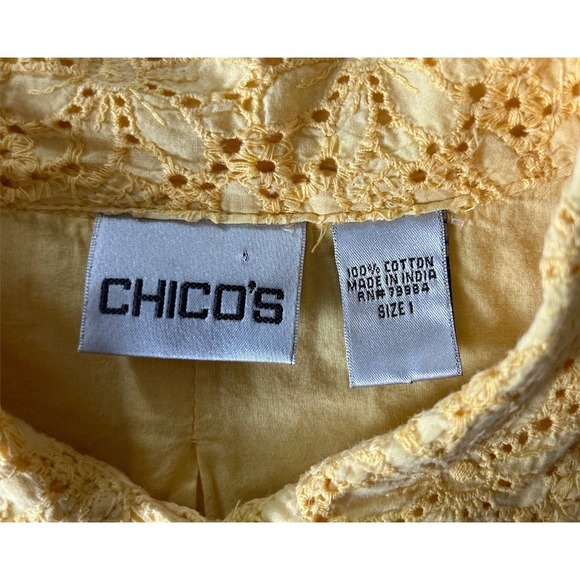 CHICO'S
100% COTTON
MADE IN INDIA
RN# 79984
SIZE 1